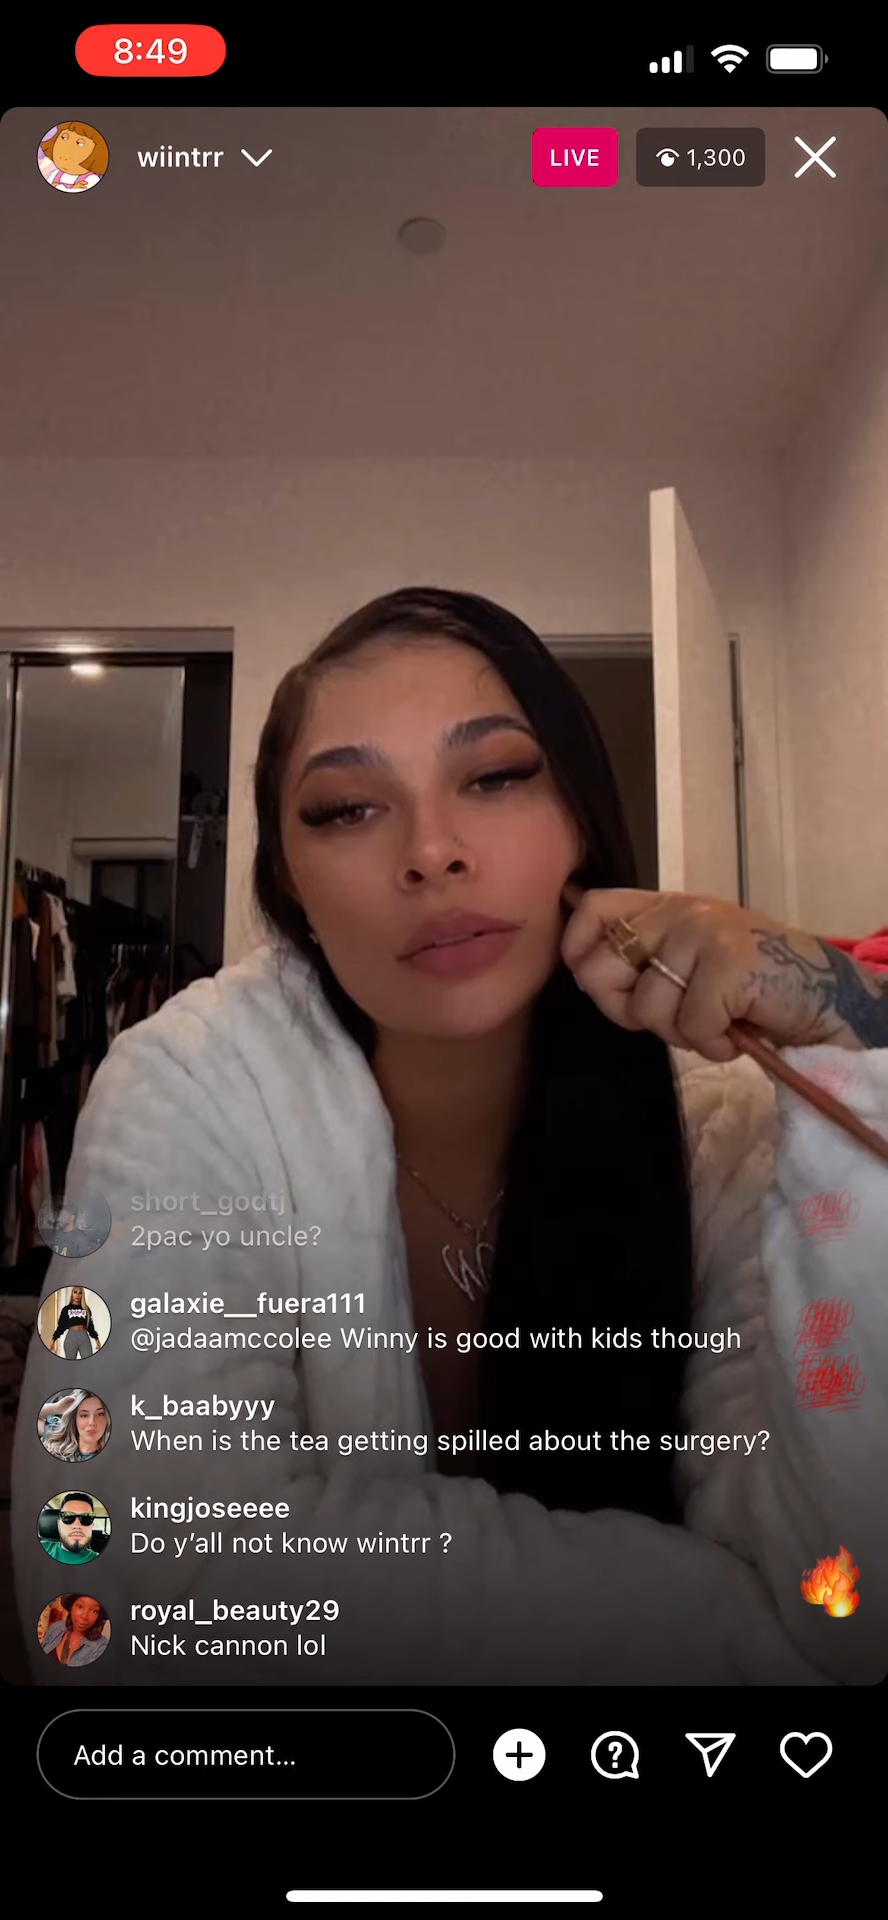 8:49
wiintrr
LIVE
1,300
short_godtj
2pac yo uncle?
galaxie__fuera111
@jadaamccolee Winny is good with kids though
k_baabyyy
When is the tea getting spilled about the surgery?
kingjoseeee
Do y’all not know wintrr ?
royal_beauty29
Nick cannon lol
Add a comment...